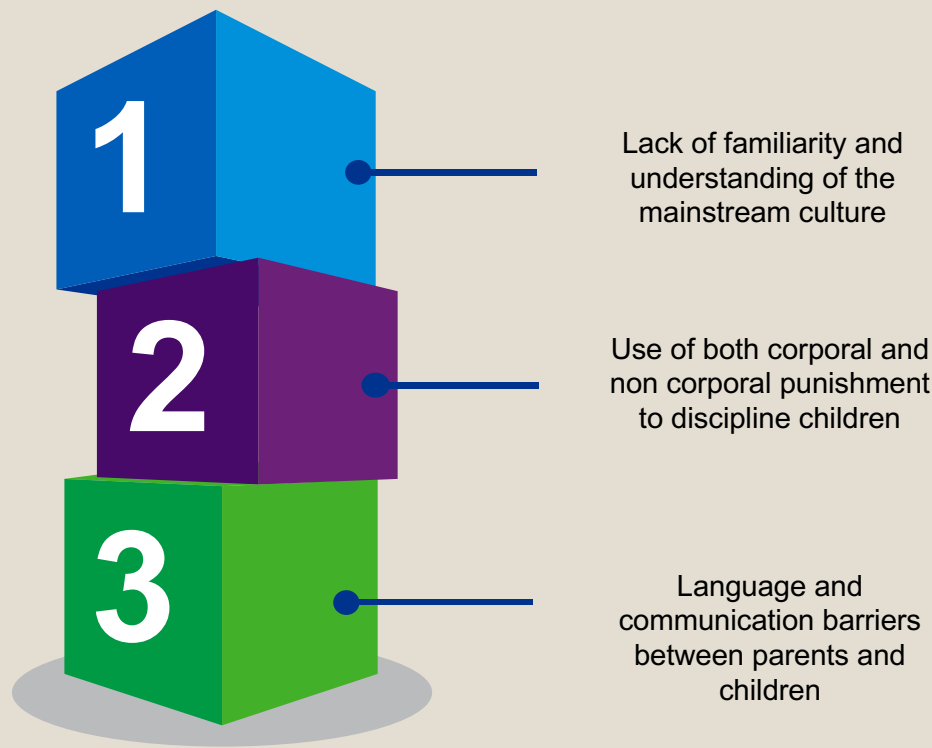 1
Lack of familiarity and
understanding of the
mainstream culture
2
Use of both corporal and
non corporal punishment
to discipline children
3
Language and
communication barriers
between parents and
children